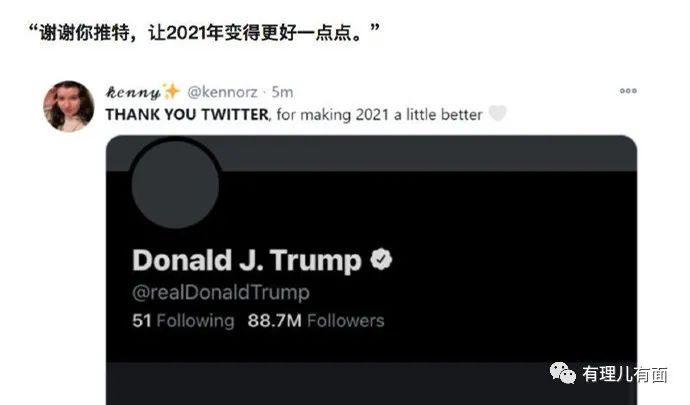 “谢谢你推特，让2021年变得更好一点点。”
𝓴𝓮𝓷𝓷𝔂✨ @kennorz · 5m
THANK YOU TWITTER, for making 2021 a little better 🤍
Donald J. Trump
@realDonaldTrump
51 Following 88.7M Followers
有理儿有面